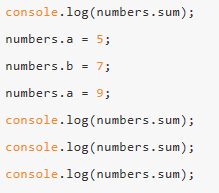 console.log(numbers.sum);
numbers.a = 5;
numbers.b = 7;
numbers.a = 9;
console.log(numbers.sum);
console.log(numbers.sum);
console.log(numbers.sum);